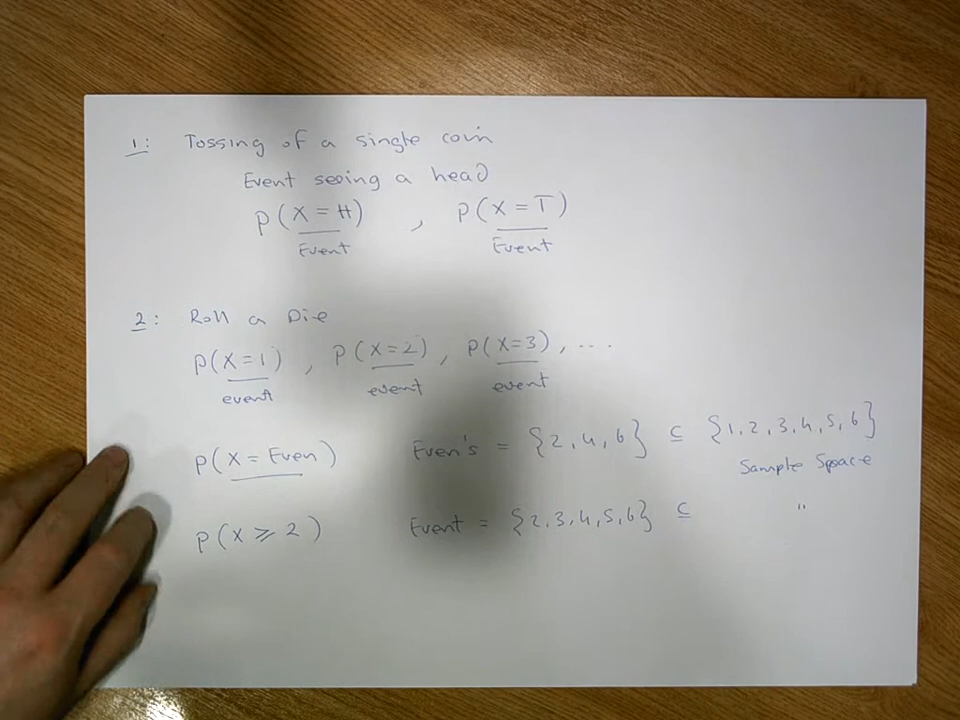 1: Tossing of a single coin
Event seeing a head
P(X=H) , P(X=T)
Event Event
2: Roll a Die
P(X=1) , P(X=2) , P(X=3) , ...
event event event
P(X=Even) Even's = {2,4,6} ⊆ {1,2,3,4,5,6}
Sample Space
P(X⩾2) Event = {2,3,4,5,6} ⊆ "